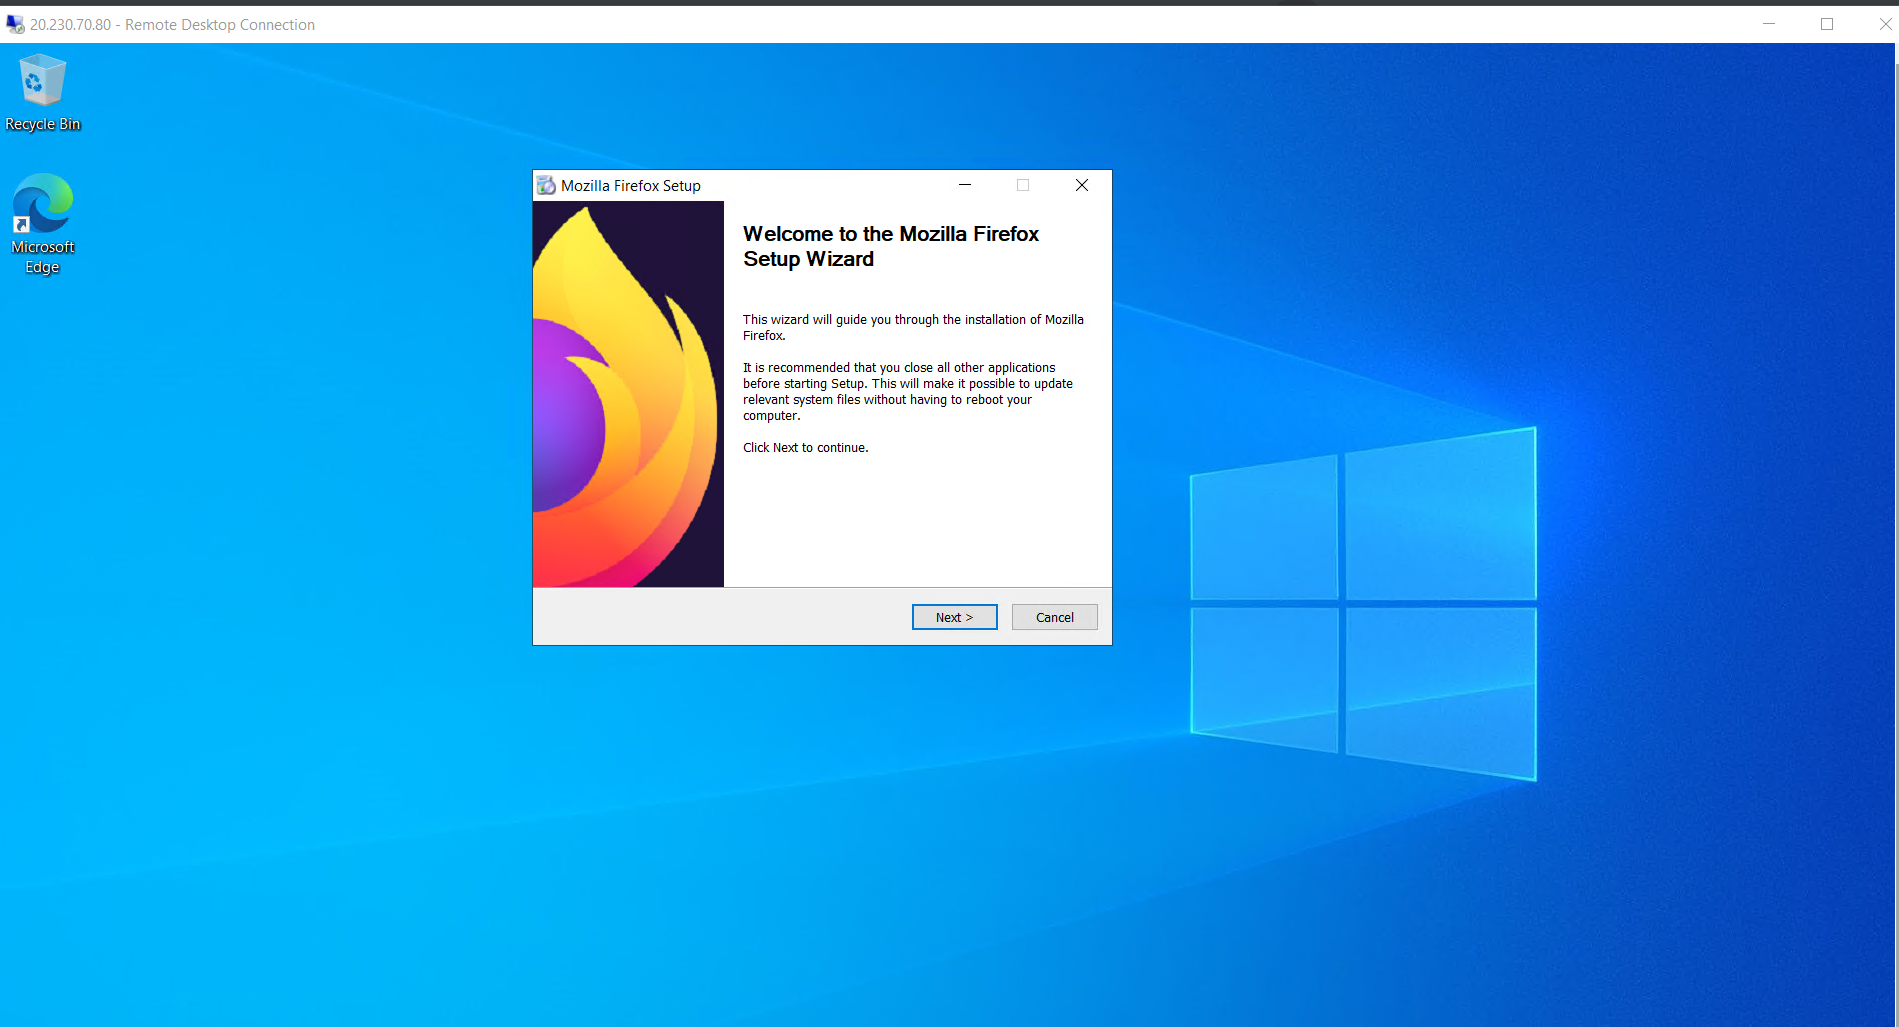 20.230.70.80 - Remote Desktop Connection
Recycle Bin
Microsoft
Edge
Mozilla Firefox Setup
Welcome to the Mozilla Firefox
Setup Wizard
This wizard will guide you through the installation of Mozilla
Firefox.
It is recommended that you close all other applications
before starting Setup. This will make it possible to update
relevant system files without having to reboot your
computer.
Click Next to continue.
Next >
Cancel